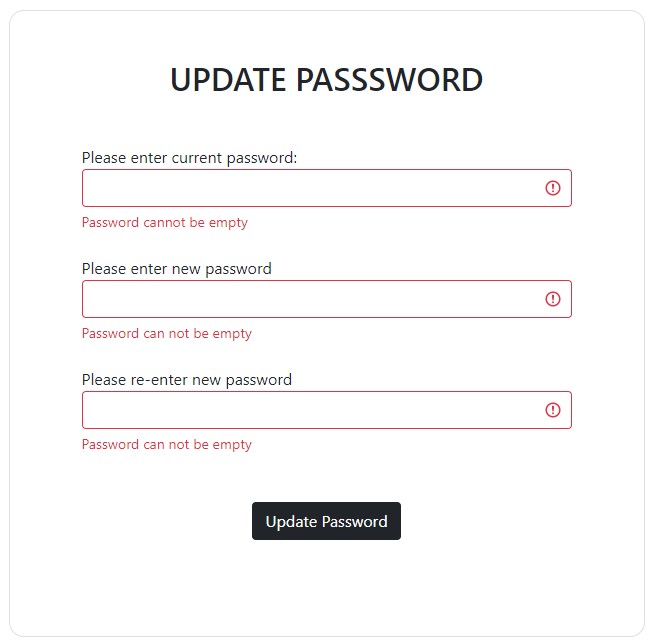 UPDATE PASSSWORD
Please enter current password:
Password cannot be empty
Please enter new password
Password can not be empty
Please re-enter new password
Password can not be empty
Update Password